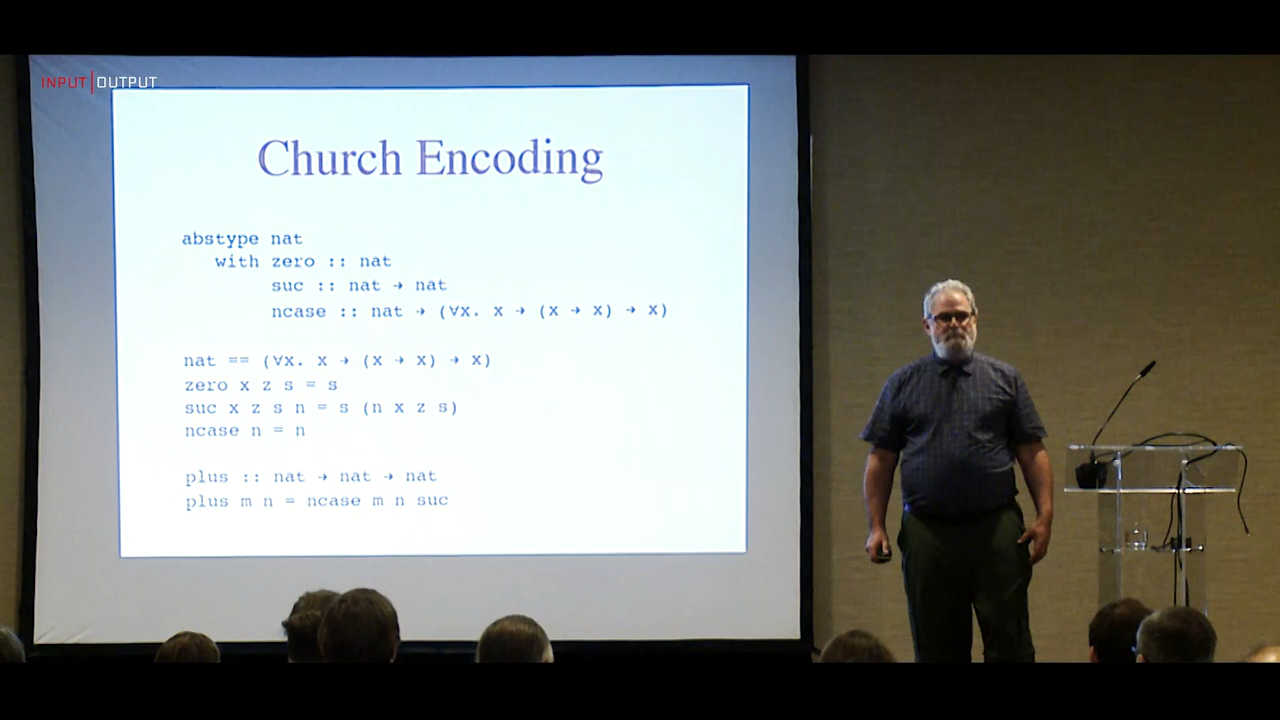 INPUT|OUTPUT
Church Encoding
abstype nat
with zero :: nat
suc :: nat → nat
ncase :: nat → (∀x. x → (x → x) → x)
nat == (∀x. x → (x → x) → x)
zero x z s = s
suc x z s n = s (n x z s)
ncase n = n
plus :: nat → nat → nat
plus m n = ncase m n suc